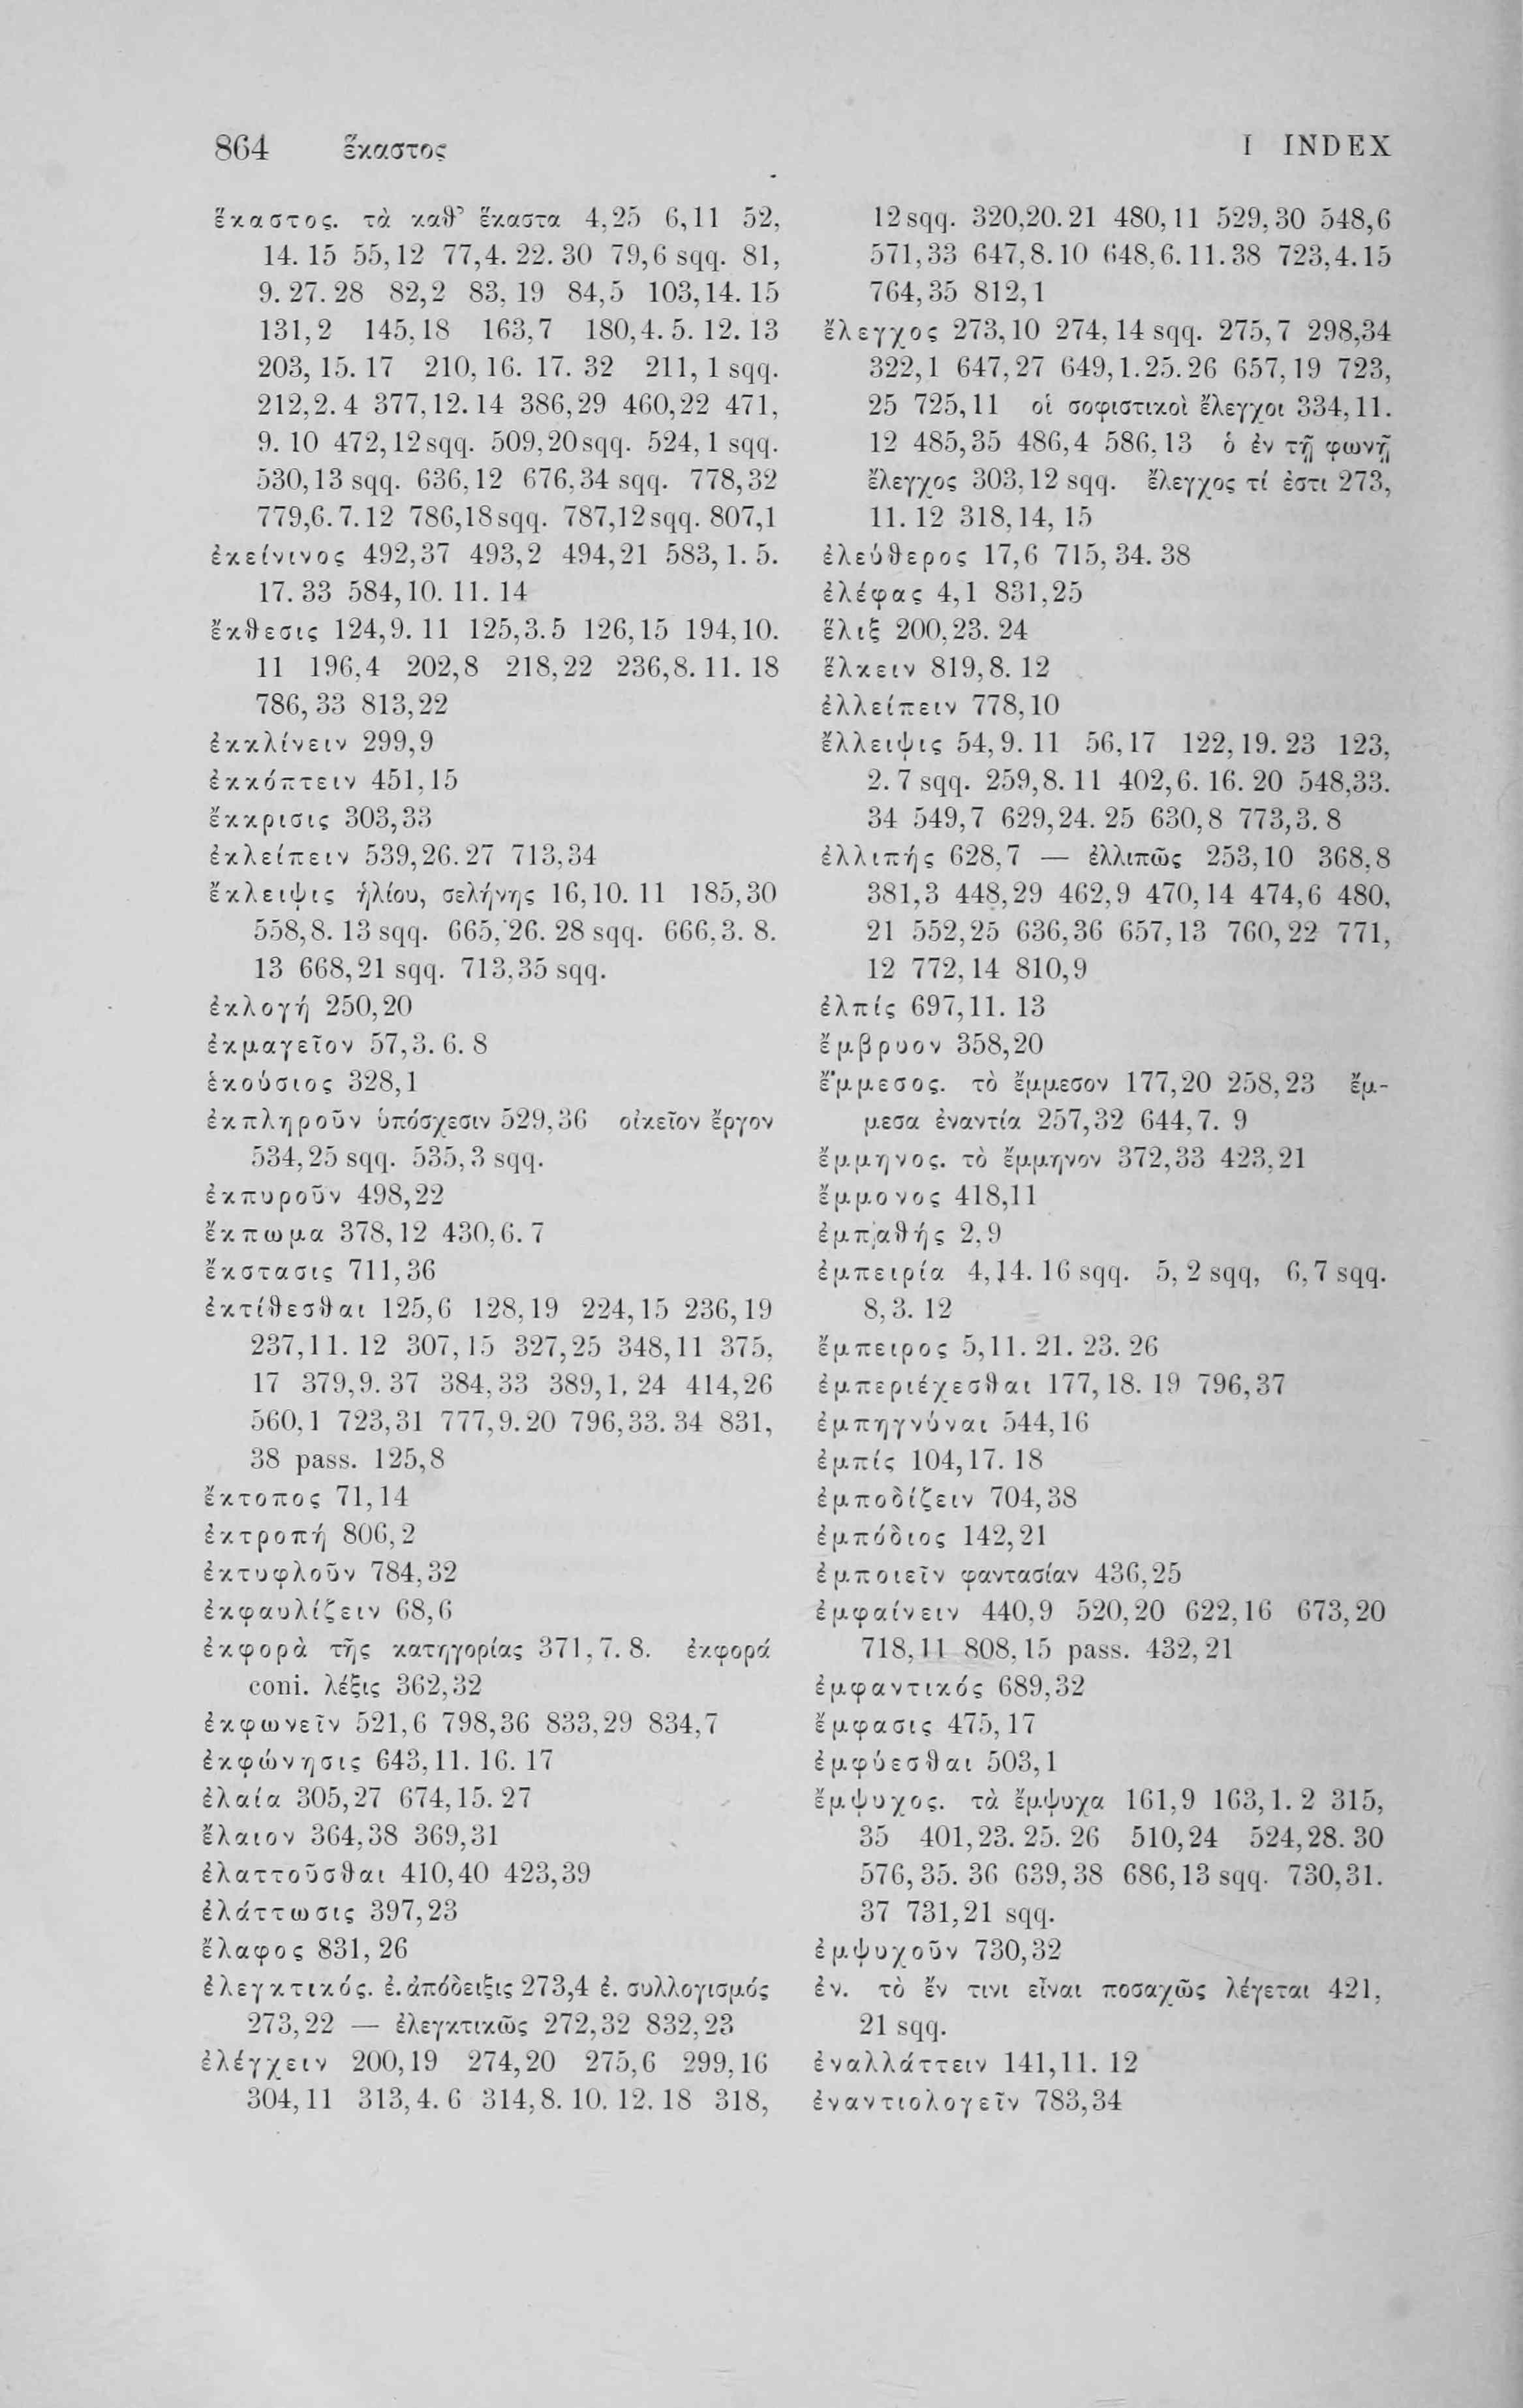 864 ἕκαστος I INDEX
ἕκαστος. τὰ καθ’ ἕκαστα 4,25 6,11 52,
14. 15 55,12 77,4. 22. 30 79,6 sqq. 81,
9. 27. 28 82,2 83, 19 84,5 103,14. 15
131,2 145,18 163,7 180,4. 5. 12. 13
203, 15. 17 210, 16. 17. 32 211, 1 sqq.
212,2. 4 377,12. 14 386,29 460,22 471,
9. 10 472,12 sqq. 509,20 sqq. 524,1 sqq.
530,13 sqq. 636,12 676,34 sqq. 778,32
779,6. 7. 12 786,18 sqq. 787,12 sqq. 807,1
ἐκείνινος 492,37 493,2 494,21 583, 1. 5.
17. 33 584,10. 11. 14
ἔκθεσις 124,9. 11 125,3. 5 126,15 194,10.
11 196,4 202,8 218,22 236,8. 11. 18
786, 33 813,22
ἐκκλίνειν 299,9
ἐκκόπτειν 451,15
ἔκκρισις 303,33
ἐκλείπειν 539,26. 27 713,34
ἔκλειψις ἡλίου, σελήνης 16,10. 11 185,30
558,8. 13 sqq. 665, 26. 28 sqq. 666,3. 8.
13 668,21 sqq. 713,35 sqq.
ἐκλογή 250,20
ἐκμαγεῖον 57,3. 6. 8
ἑκούσιος 328,1
ἐκπληροῦν ὑπόσχεσιν 529,36 οἰκεῖον ἔργον
534,25 sqq. 535,3 sqq.
ἐκπυροῦν 498,22
ἔκπωμα 378,12 430,6. 7
ἔκστασις 711,36
ἐκτίθεσθαι 125,6 128,19 224,15 236,19
237,11. 12 307,15 327,25 348,11 375,
17 379,9. 37 384,33 389,1, 24 414,26
560,1 723,31 777,9. 20 796,33. 34 831,
38 pass. 125,8
ἔκτοπος 71,14
ἐκτροπή 806,2
ἐκτυφλοῦν 784,32
ἐκφαυλίζειν 68,6
ἐκφορὰ τῆς κατηγορίας 371,7. 8. ἐκφορά
coni. λέξις 362,32
ἐκφωνεῖν 521,6 798,36 833,29 834,7
ἐκφώνησις 643,11. 16. 17
ἐλαία 305,27 674,15. 27
ἔλαιον 364,38 369,31
ἐλαττοῦσθαι 410,40 423,39
ἐλάττωσις 397,23
ἔλαφος 831, 26
ἐλεγκτικός. ἐ. ἀπόδειξις 273,4 ἐ. συλλογισμός
273,22 — ἐλεγκτικῶς 272,32 832,23
ἐλέγχειν 200,19 274,20 275,6 299,16
304,11 313,4. 6 314,8. 10. 12. 18 318,
12 sqq. 320,20. 21 480,11 529,30 548,6
571,33 647,8. 10 648,6. 11. 38 723,4. 15
764,35 812,1
ἔλεγχος 273,10 274,14 sqq. 275,7 298,34
322,1 647,27 649,1. 25. 26 657,19 723,
25 725,11 οἱ σοφιστικοὶ ἔλεγχοι 334,11.
12 485,35 486,4 586,13 ὁ ἐν τῇ φωνῇ
ἔλεγχος 303,12 sqq. ἔλεγχος τί ἐστι 273,
11. 12 318,14, 15
ἐλεύθερος 17,6 715, 34. 38
ἐλέφας 4,1 831,25
ἕλιξ 200,23. 24
ἕλκειν 819,8. 12
ἐλλείπειν 778,10
ἔλλειψις 54,9. 11 56,17 122,19. 23 123,
2. 7 sqq. 259,8. 11 402,6. 16. 20 548,33.
34 549,7 629,24. 25 630,8 773,3. 8
ἐλλιπής 628,7 — ἐλλιπῶς 253,10 368,8
381,3 448,29 462,9 470,14 474,6 480,
21 552,25 636,36 657,13 760,22 771,
12 772,14 810,9
ἐλπίς 697,11. 13
ἔμβρυον 358,20
ἔμμεσος. τὸ ἔμμεσον 177,20 258,23 ἔμ-
μεσα ἐναντία 257,32 644,7. 9
ἔμμηνος. τὸ ἔμμηνον 372,33 423,21
ἔμμονος 418,11
ἐμπαθής 2,9
ἐμπειρία 4,14. 16 sqq. 5,2 sqq, 6,7 sqq.
8,3. 12
ἔμπειρος 5,11. 21. 23. 26
ἐμπεριέχεσθαι 177,18. 19 796,37
ἐμπηγνύναι 544,16
ἐμπίς 104,17. 18
ἐμποδίζειν 704,38
ἐμπόδιος 142,21
ἐμποιεῖν φαντασίαν 436,25
ἐμφαίνειν 440,9 520,20 622,16 673,20
718,11 808,15 pass. 432,21
ἐμφαντικός 689,32
ἔμφασις 475,17
ἐμφύεσθαι 503,1
ἔμψυχος. τὰ ἔμψυχα 161,9 163,1. 2 315,
35 401,23. 25. 26 510,24 524,28. 30
576,35. 36 639,38 686,13 sqq. 730,31.
37 731,21 sqq.
ἐμψυχοῦν 730,32
ἐν. τὸ ἔν τινι εἶναι ποσαχῶς λέγεται 421,
21 sqq.
ἐναλλάττειν 141,11. 12
ἐναντιολογεῖν 783,34